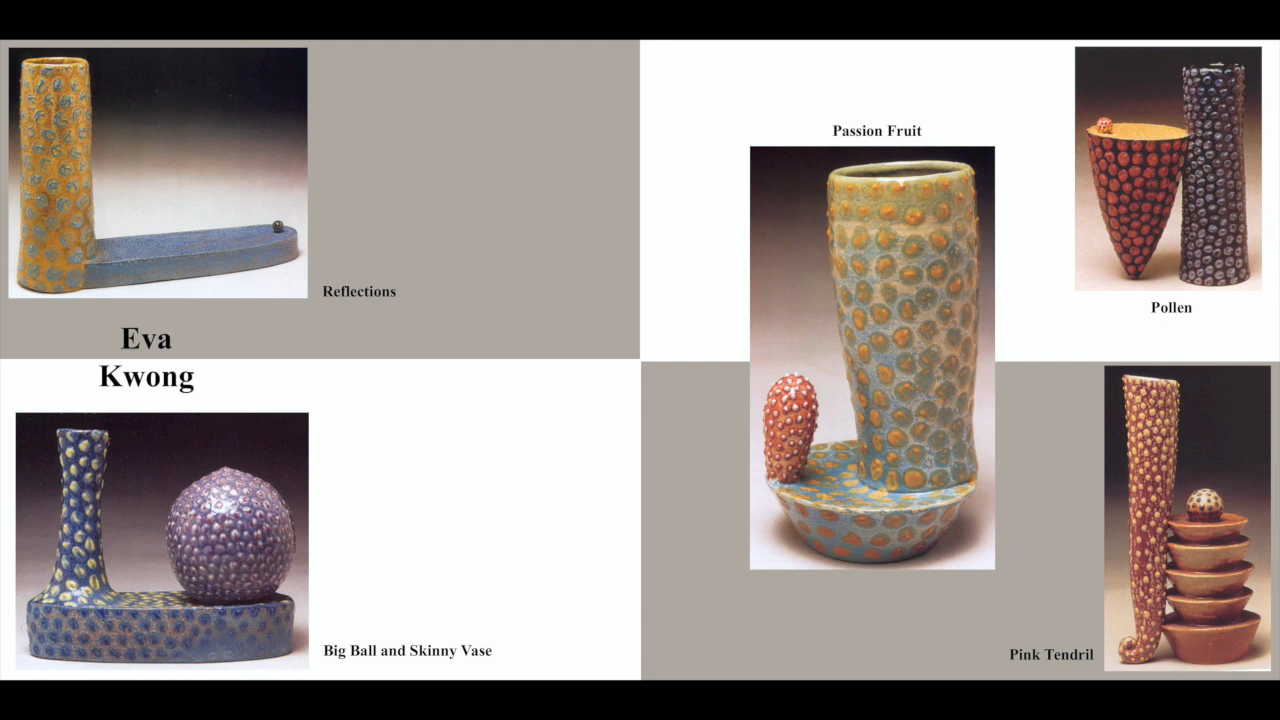 Reflections
Eva
Kwong
Big Ball and Skinny Vase
Passion Fruit
Pollen
Pink Tendril